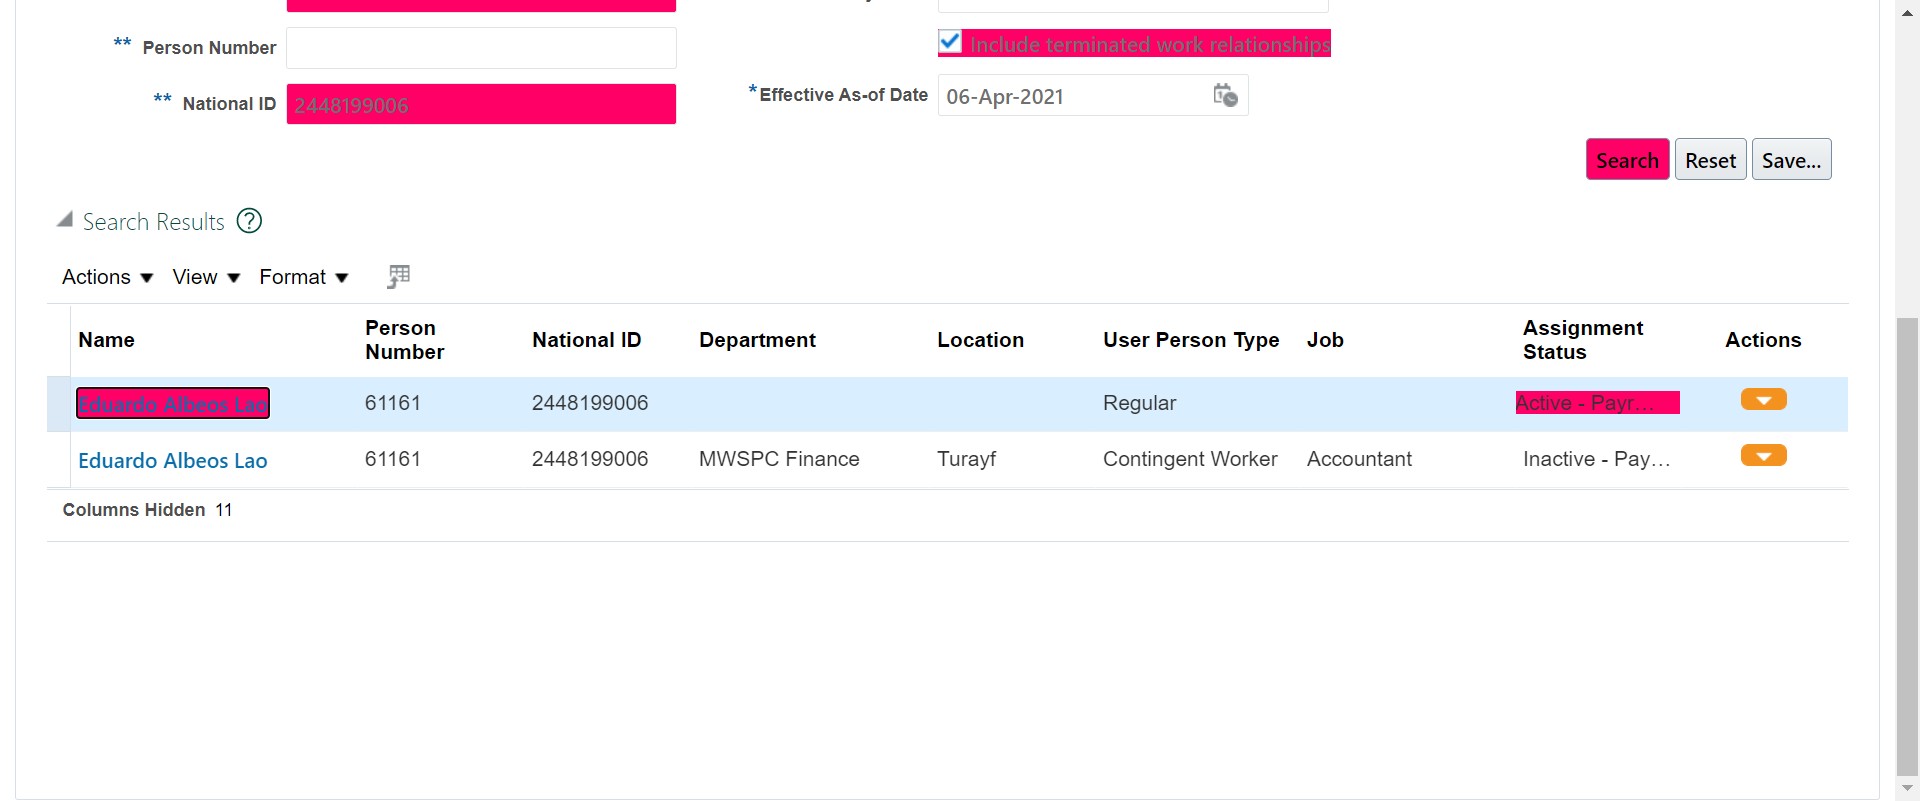 ** Person Number
Include terminated work relationships
** National ID 2448199006
*Effective As-of Date 06-Apr-2021
Search Reset Save...
Search Results ?
Actions View Format
Name Person Number National ID Department Location User Person Type Job Assignment Status Actions
Eduardo Albeos Lao 61161 2448199006 Regular Active - Payr...
Eduardo Albeos Lao 61161 2448199006 MWSPC Finance Turayf Contingent Worker Accountant Inactive - Pay...
Columns Hidden 11